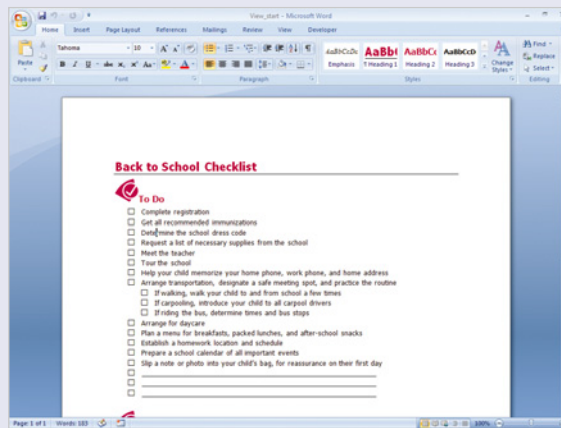 View_start - Microsoft Word
Home Insert Page Layout References Mailings Review View Developer
Tahoma 10
Paste
AaBbCcDc AaBb( AaBbCc AaBbCcD
Emphasis ¶ Heading 1 Heading 2 Heading 3
Change Styles
Find
Replace
Select
Clipboard Font Paragraph Styles Editing
Back to School Checklist
To Do
Complete registration
Get all recommended immunizations
Determine the school dress code
Request a list of necessary supplies from the school
Meet the teacher
Tour the school
Help your child memorize your home phone, work phone, and home address
Arrange transportation, designate a safe meeting spot, and practice the routine
If walking, walk your child to and from school a few times
If carpooling, introduce your child to all carpool drivers
If riding the bus, determine times and bus stops
Arrange for daycare
Plan a menu for breakfasts, packed lunches, and after-school snacks
Establish a homework location and schedule
Prepare a school calendar of all important events
Slip a note or photo into your child's bag, for reassurance on their first day
Page: 1 of 1 Words: 103 100%